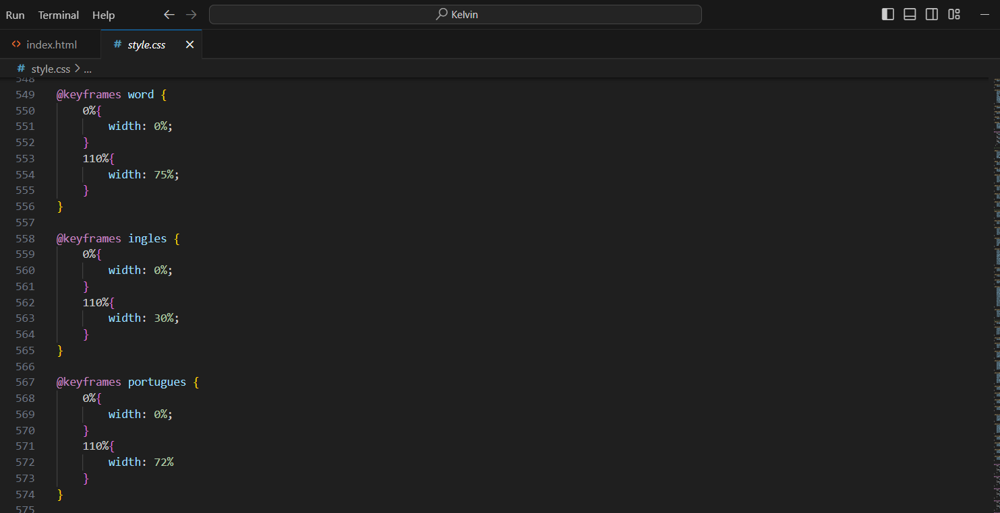 Run Terminal Help Kelvin
index.html # style.css
# style.css > ...
548
549 @keyframes word {
550 0%{
551 width: 0%;
552 }
553 110%{
554 width: 75%;
555 }
556 }
557
558 @keyframes ingles {
559 0%{
560 width: 0%;
561 }
562 110%{
563 width: 30%;
564 }
565 }
566
567 @keyframes portugues {
568 0%{
569 width: 0%;
570 }
571 110%{
572 width: 72%
573 }
574 }
575